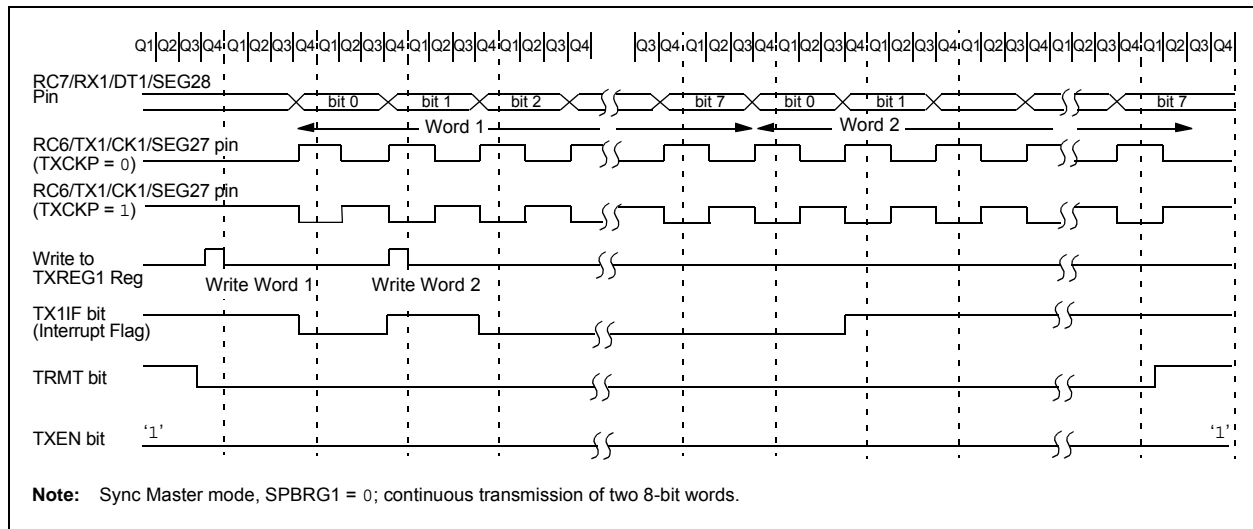 Q1 Q2 Q3 Q4 Q1 Q2 Q3 Q4 Q1 Q2 Q3 Q4 Q1 Q2 Q3 Q4 Q1 Q2 Q3 Q4 Q3 Q4 Q1 Q2 Q3 Q4 Q1 Q2 Q3 Q4 Q1 Q2 Q3 Q4 Q1 Q2 Q3 Q4 Q1 Q2 Q3 Q4 Q1 Q2 Q3 Q4
RC7/RX1/DT1/SEG28
Pin
bit 0 bit 1 bit 2 bit 7 bit 0 bit 1 bit 7
Word 1 Word 2
RC6/TX1/CK1/SEG27 pin
(TXCKP = 0)
RC6/TX1/CK1/SEG27 pin
(TXCKP = 1)
Write to
TXREG1 Reg
Write Word 1 Write Word 2
TX1IF bit
(Interrupt Flag)
TRMT bit
TXEN bit
‘1’ ‘1’
Note: Sync Master mode, SPBRG1 = 0; continuous transmission of two 8-bit words.